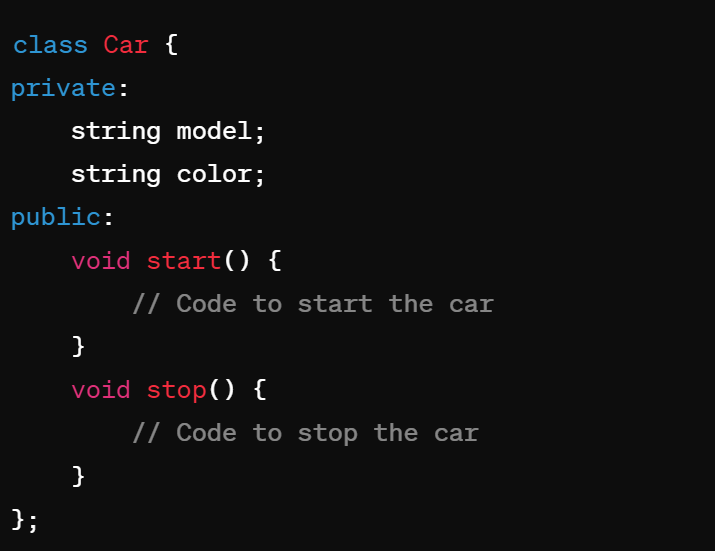 class Car {
private:
    string model;
    string color;
public:
    void start() {
        // Code to start the car
    }
    void stop() {
        // Code to stop the car
    }
};